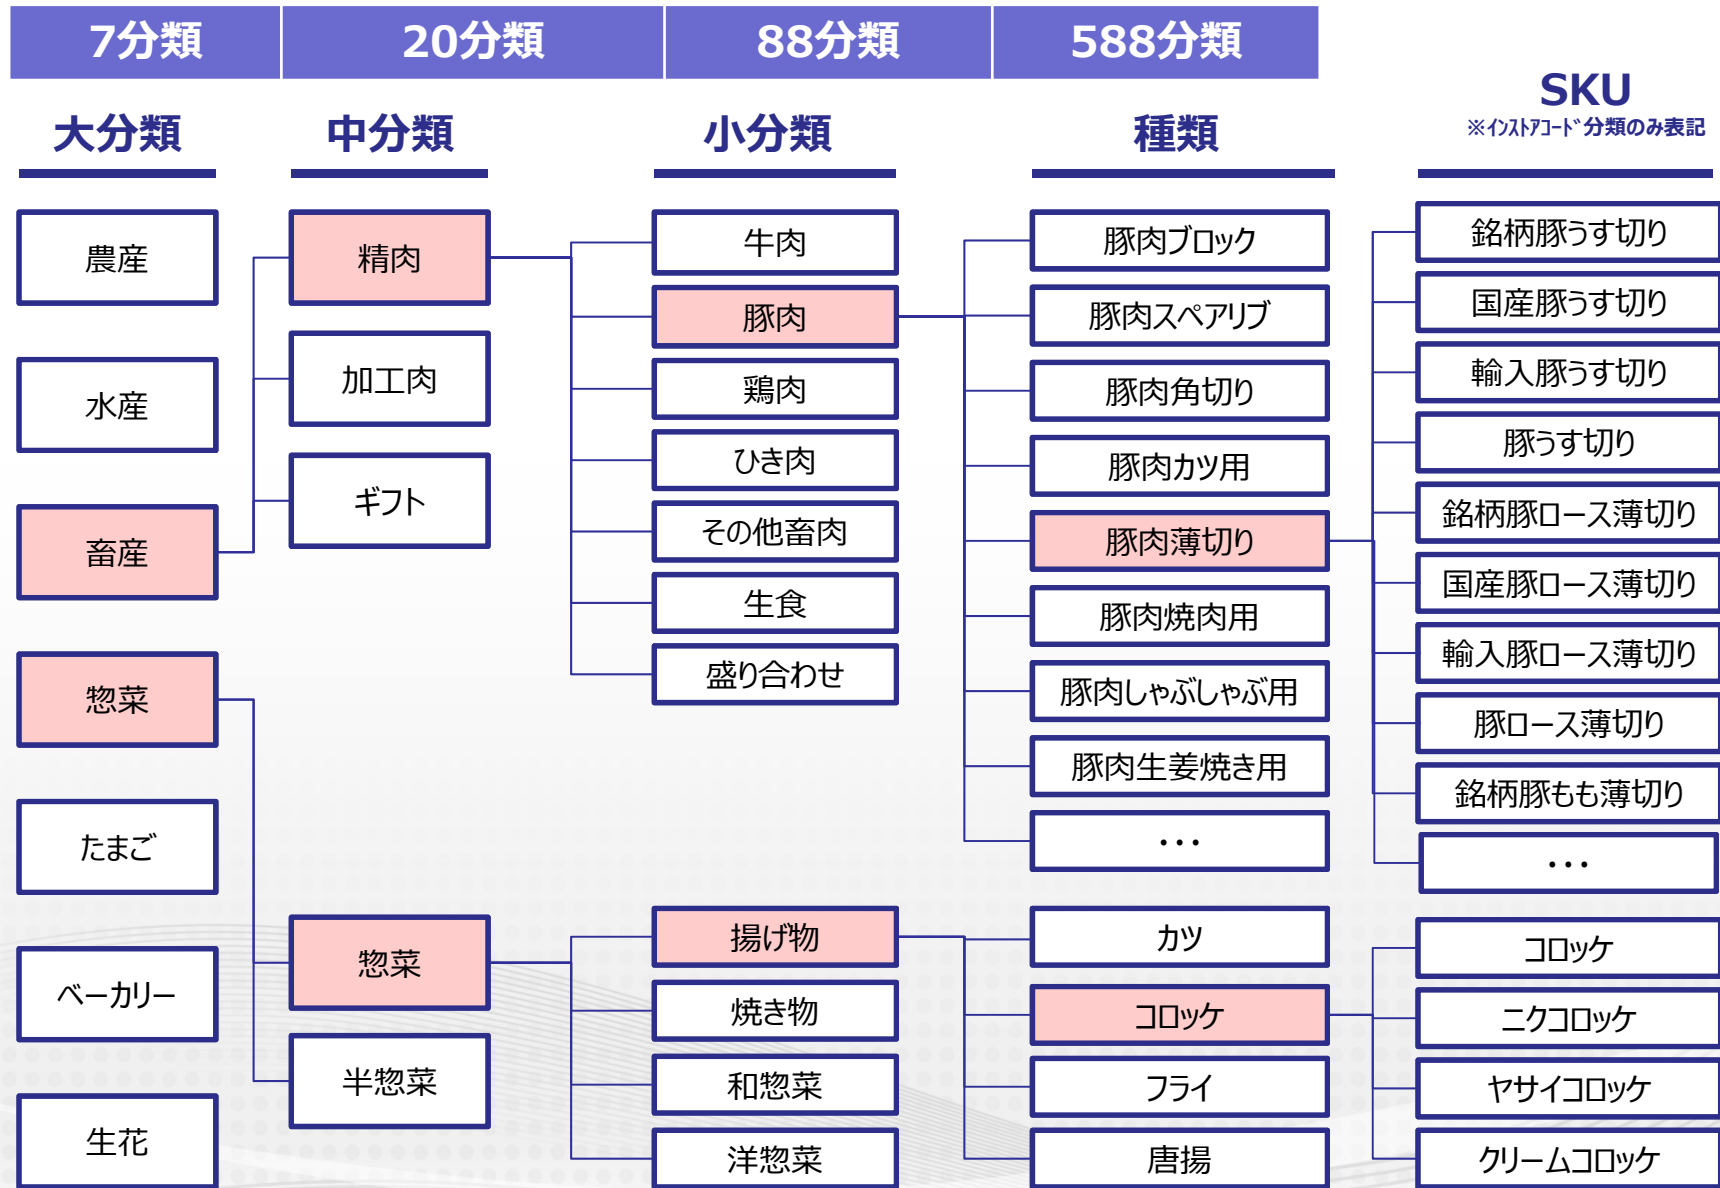 7分類
20分類
88分類
588分類
大分類
中分類
小分類
種類
SKU
※ｲﾝｽﾄｱｺｰﾄﾞ分類のみ表記
農産
水産
畜産
惣菜
たまご
ベーカリー
生花
精肉
加工肉
ギフト
惣菜
半惣菜
牛肉
豚肉
鶏肉
ひき肉
その他畜肉
生食
盛り合わせ
揚げ物
焼き物
和惣菜
洋惣菜
豚肉ブロック
豚肉スペアリブ
豚肉角切り
豚肉カツ用
豚肉薄切り
豚肉焼肉用
豚肉しゃぶしゃぶ用
豚肉生姜焼き用
・・・
カツ
コロッケ
フライ
唐揚
銘柄豚うす切り
国産豚うす切り
輸入豚うす切り
豚うす切り
銘柄豚ロース薄切り
国産豚ロース薄切り
輸入豚ロース薄切り
豚ロース薄切り
銘柄豚もも薄切り
・・・
コロッケ
ニクコロッケ
ヤサイコロッケ
クリームコロッケ